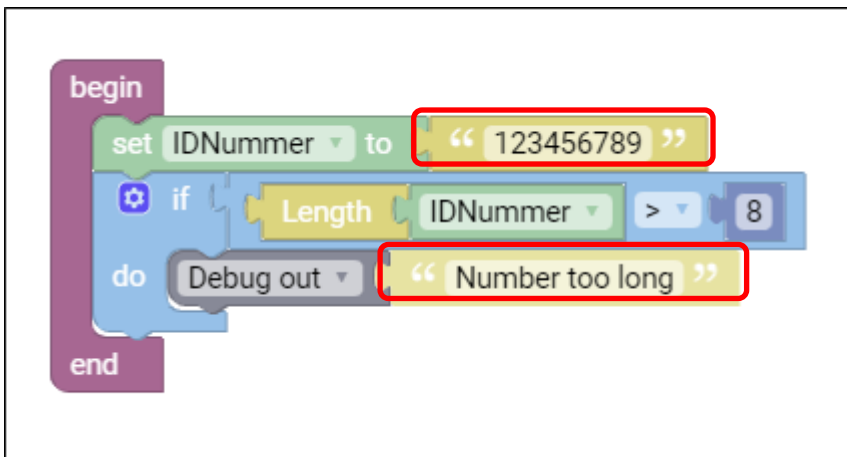 begin
set IDNummer to “ 123456789 ”
if Length IDNummer > 8
do Debug out “ Number too long ”
end